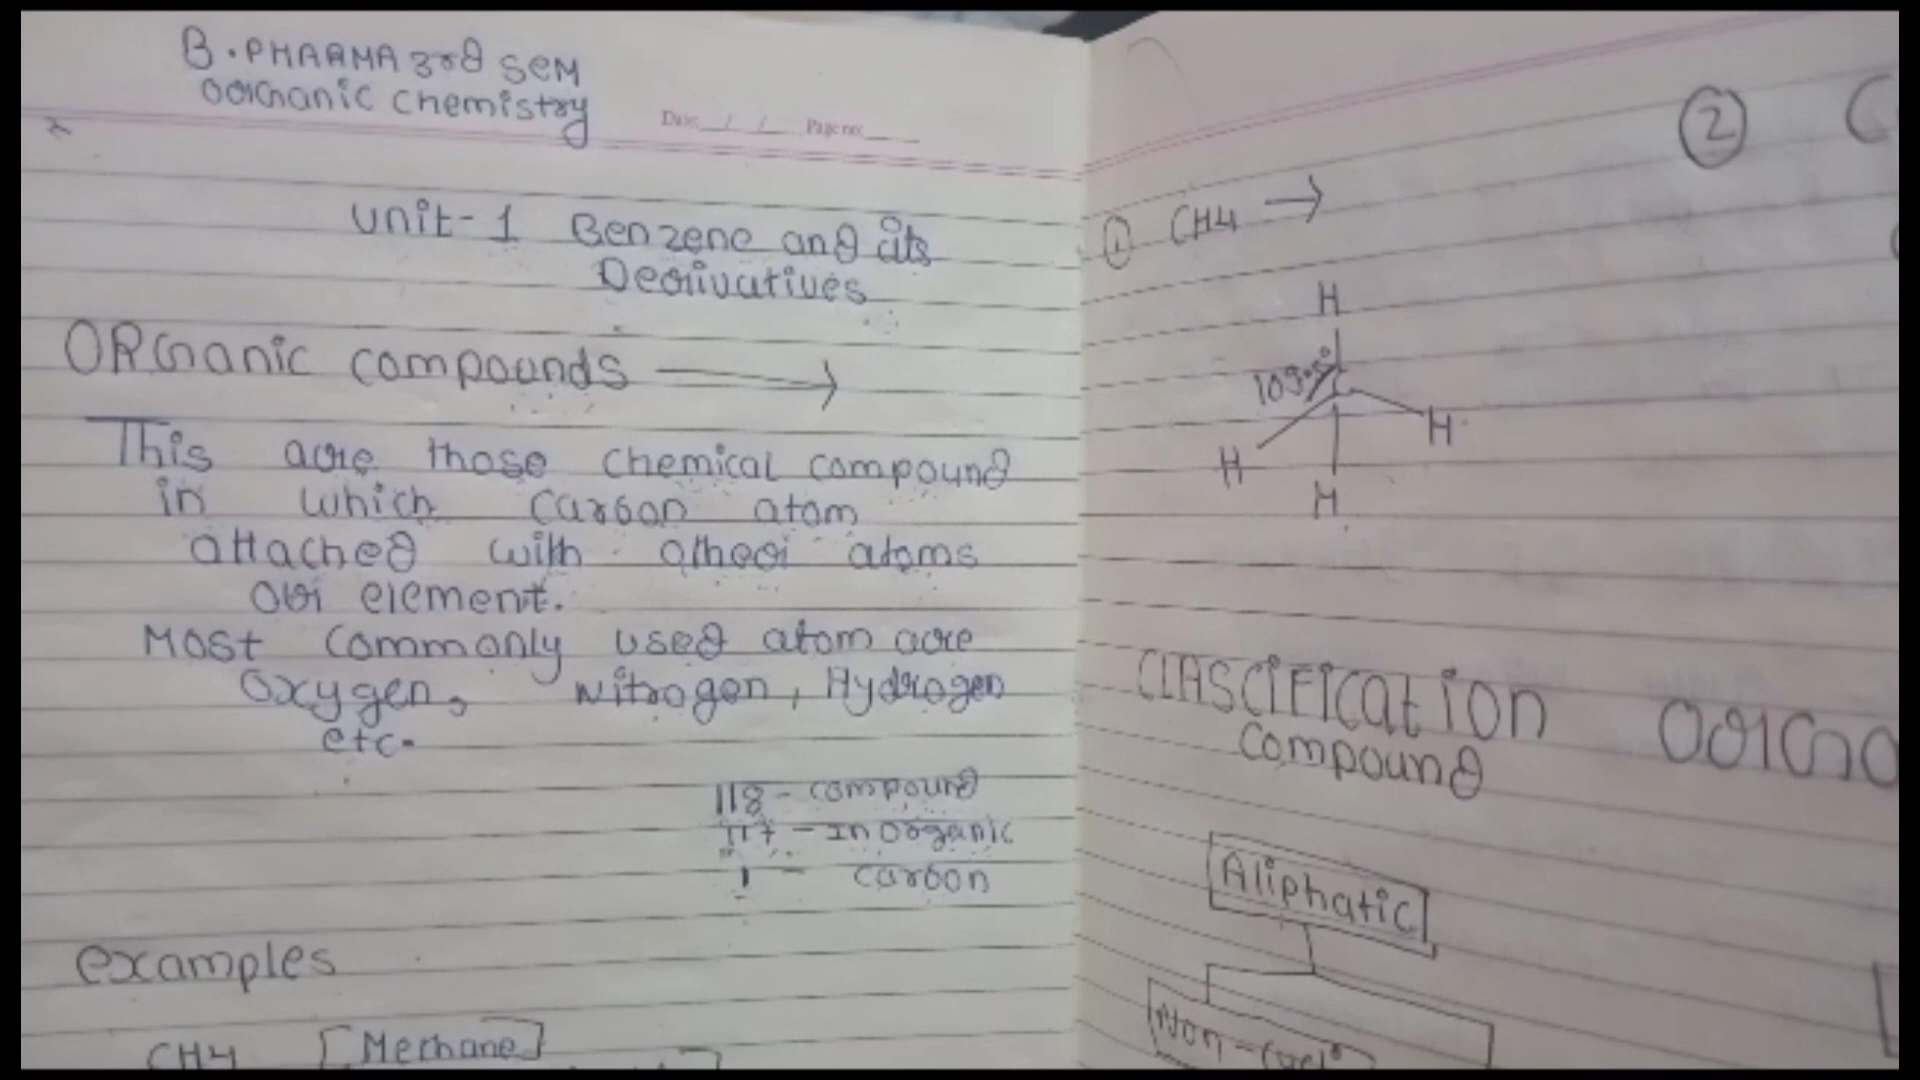 B.PHARMA 3rd SeM
Organic chemistry
Date / / Page no:
Unit-1 Benzene and its
Derivatives
ORGanic compounds →
This are those chemical compound
in which carbon atom
attached with other atoms
or element.
Most commonly used atom are
Oxygen, Nitrogen, Hydrogen
etc.
118 - compound
117 - Inorganic
1 - carbon
examples
CH4 [Methane]
2
① CH4 →
H
109.5°
C
H
H
H
CLASCiFicatioN
compound
Aliphatic